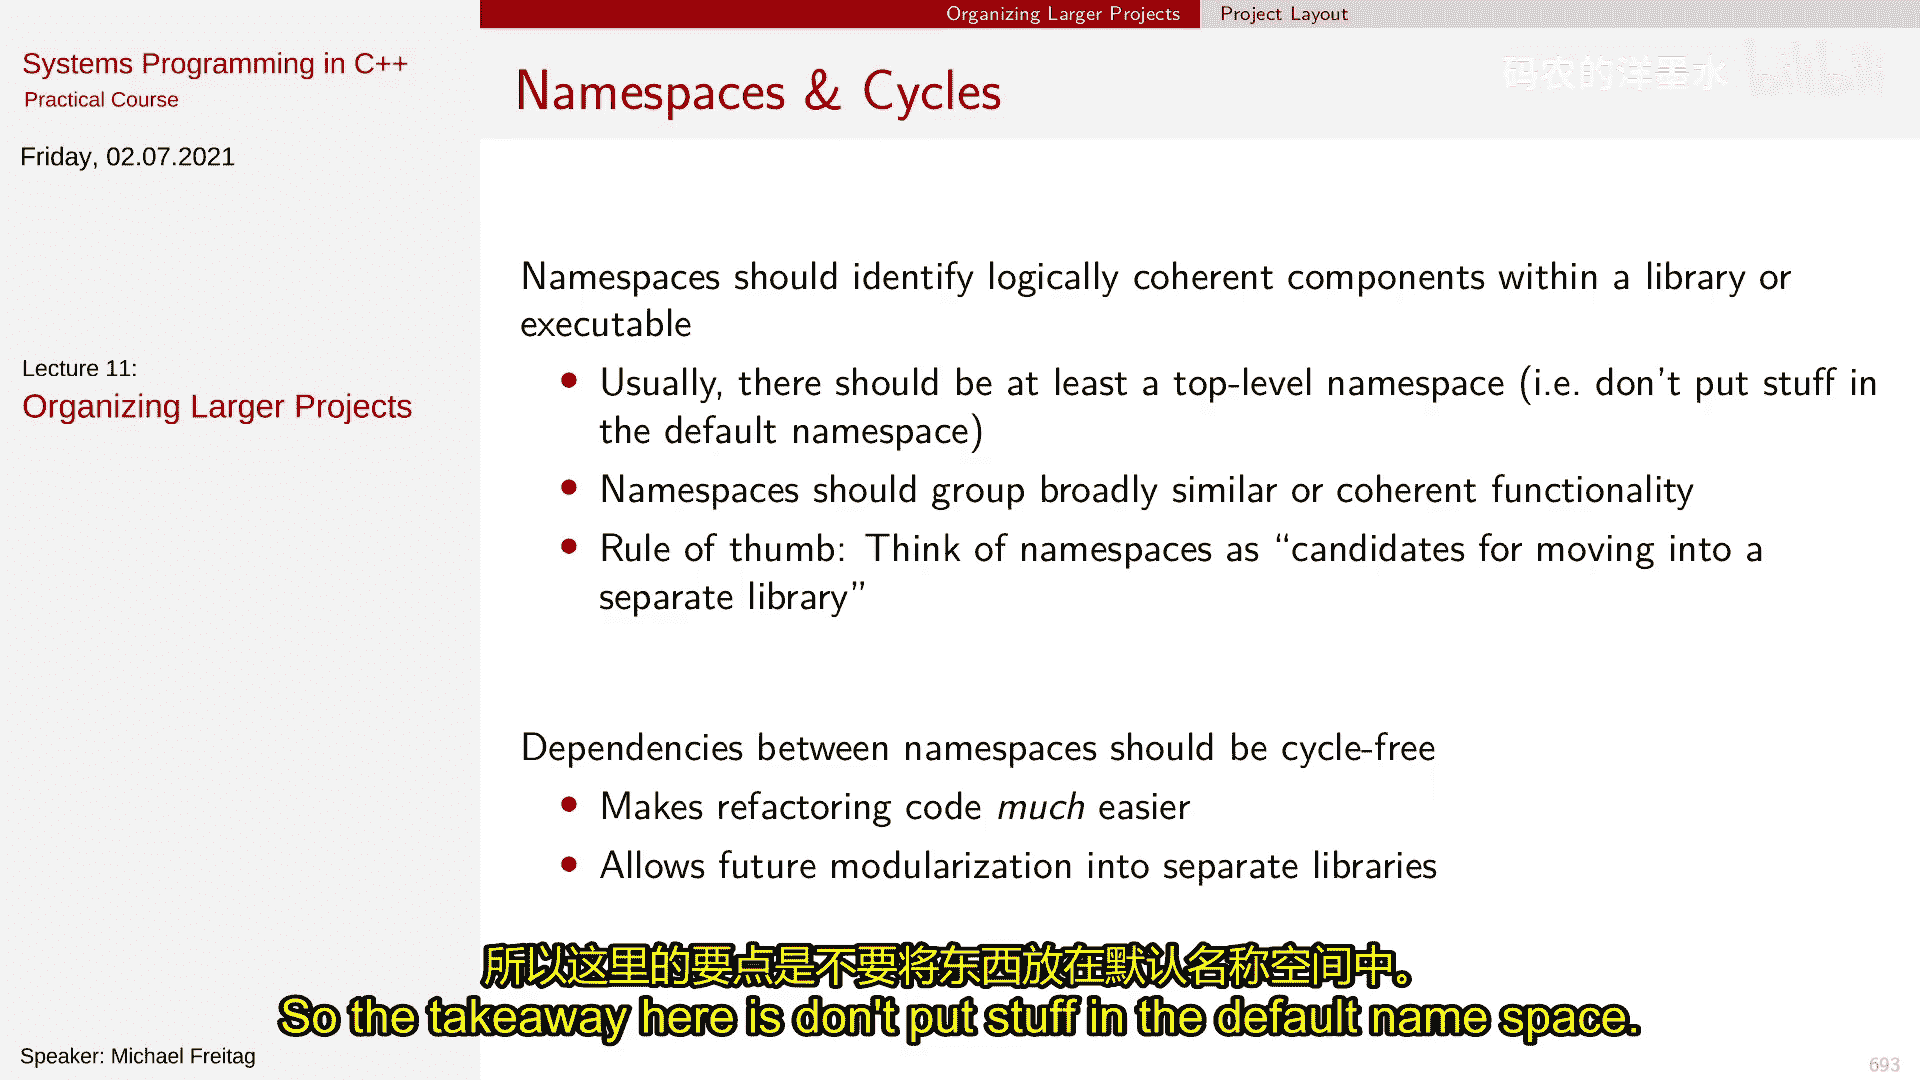 Organizing Larger Projects Project Layout
Systems Programming in C++
Practical Course
Friday, 02.07.2021
Lecture 11:
Organizing Larger Projects
Namespaces & Cycles
码农的洋墨水
Namespaces should identify logically coherent components within a library or
executable
• Usually, there should be at least a top-level namespace (i.e. don't put stuff in
the default namespace)
• Namespaces should group broadly similar or coherent functionality
• Rule of thumb: Think of namespaces as “candidates for moving into a
separate library”
Dependencies between namespaces should be cycle-free
• Makes refactoring code much easier
• Allows future modularization into separate libraries
所以这里的要点是不要将东西放在默认名称空间中。
So the takeaway here is don't put stuff in the default name space.
Speaker: Michael Freitag
693